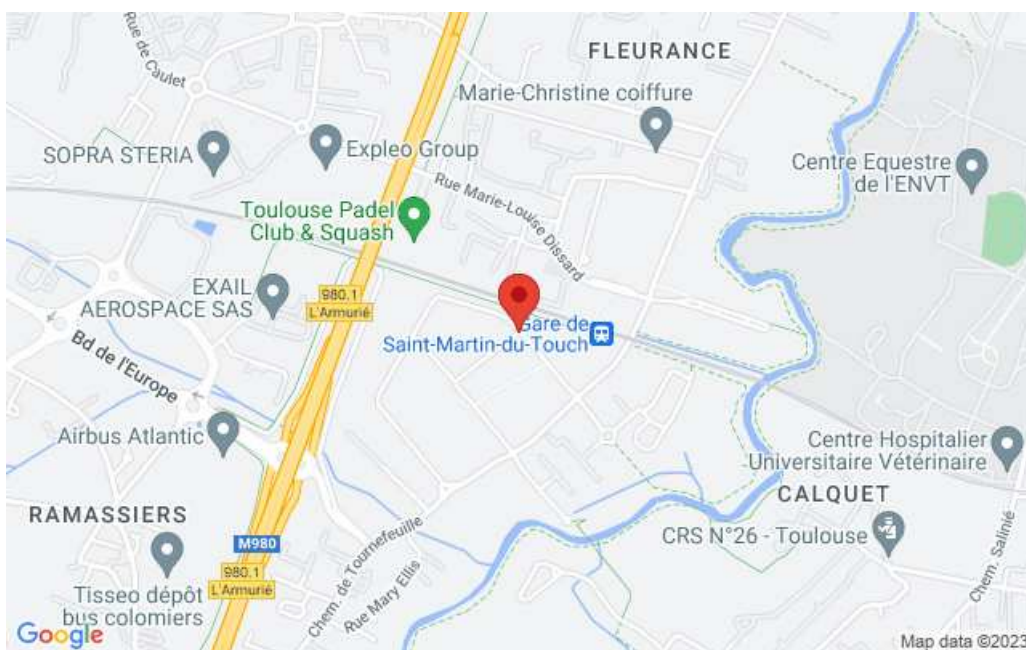 Rue de Caulet
FLEURANCE
Marie-Christine coiffure
SOPRA STERIA
Expleo Group
Centre Equestre
de l'ENVT
Rue Marie-Louise Dissard
Toulouse Padel
Club & Squash
EXAIL
AEROSPACE SAS
980.1
L'Armurié
Gare de
Saint-Martin-du-Touch
Bd de l'Europe
Airbus Atlantic
Centre Hospitalier
Universitaire Vétérinaire
CALQUET
RAMASSIERS
CRS N°26 - Toulouse
M980
980.1
L'Armurié
Chem. de Tournefeuille
Rue Mary Ellis
Chem. Salinié
Tisseo dépôt
bus colomiers
Google
Map data ©2023